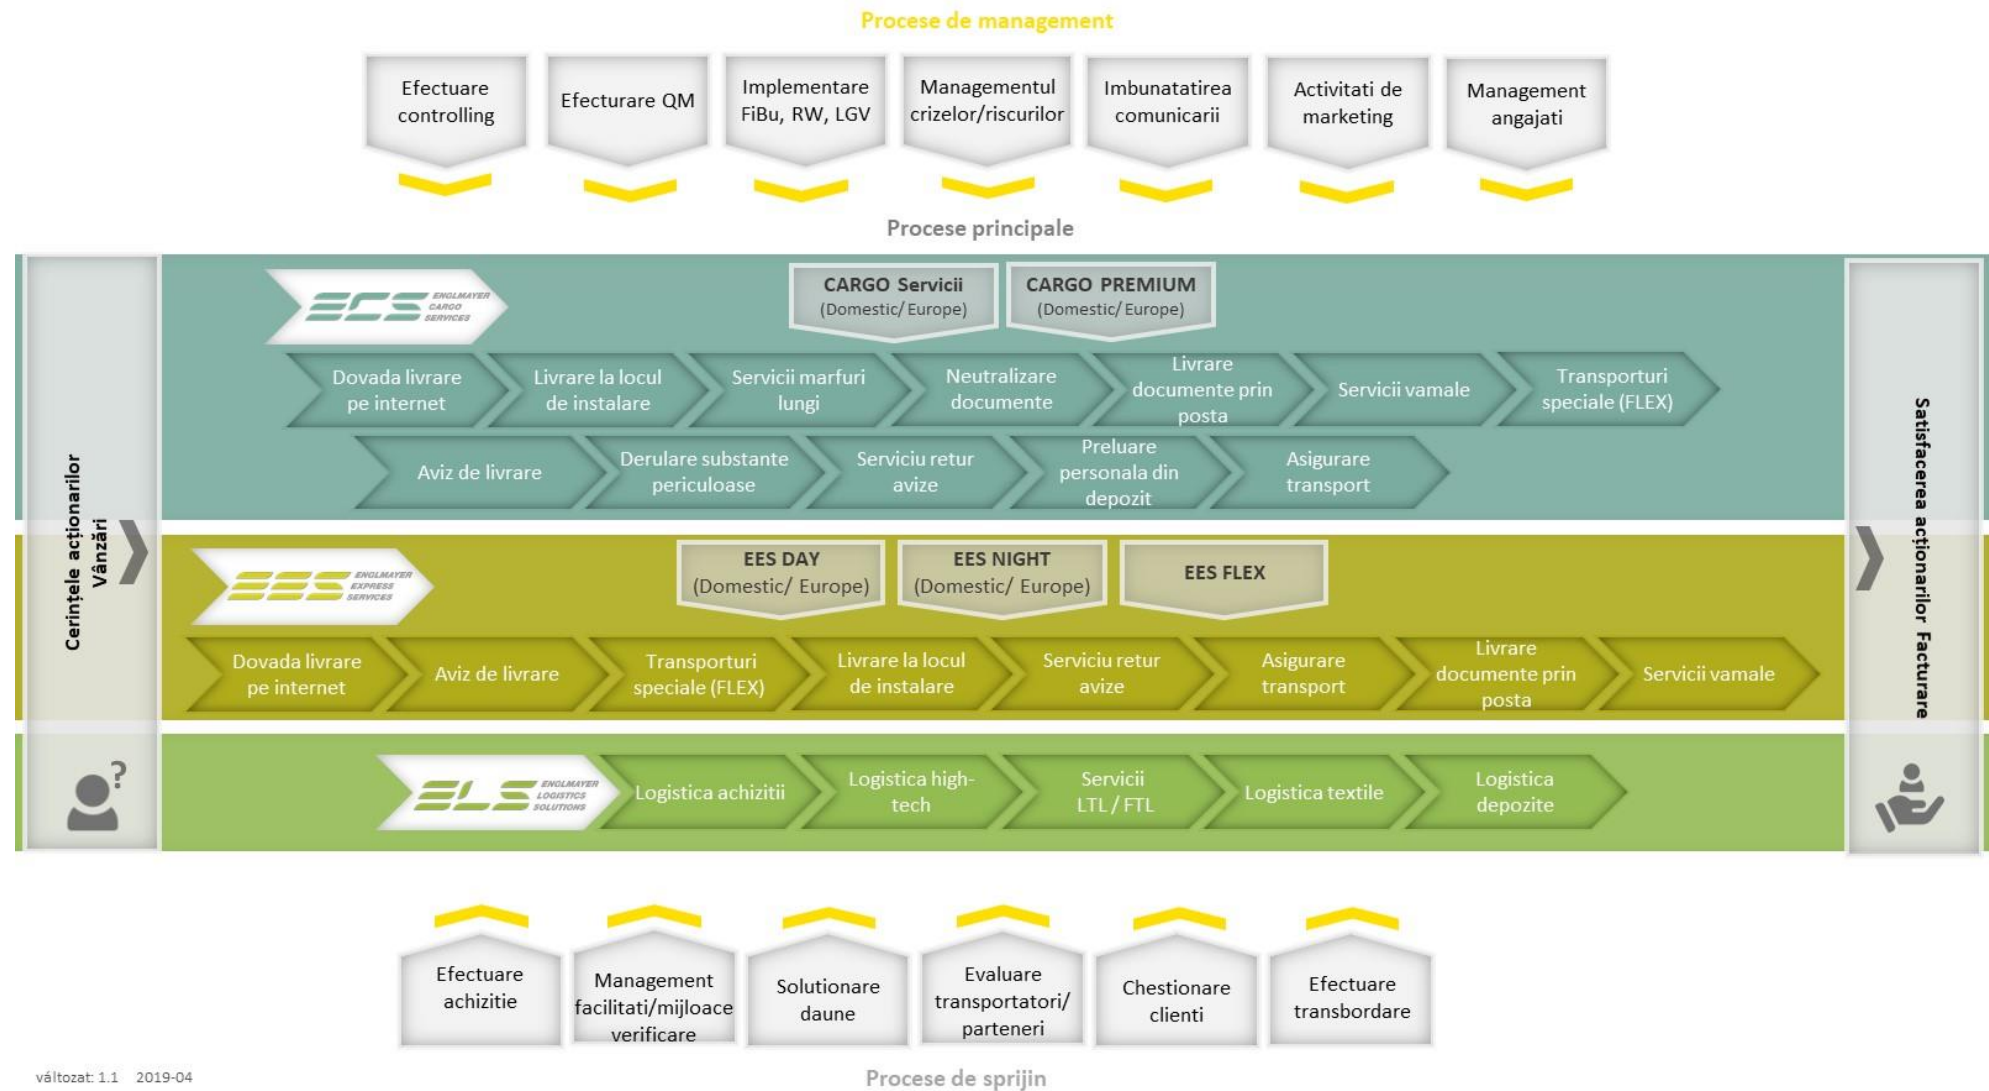 Procese de management
Efectuare
controlling
Efecturare QM
Implementare
FiBu, RW, LGV
Managementul
crizelor/riscurilor
Imbunatatirea
comunicarii
Activitati de
marketing
Management
angajati
Procese principale
Cerințele acționarilor
Vânzări
?
ECS ENGLMAYER
CARGO
SERVICES
CARGO Servicii
(Domestic/ Europe)
CARGO PREMIUM
(Domestic/ Europe)
Dovada livrare
pe internet
Livrare la locul
de instalare
Servicii marfuri
lungi
Neutralizare
documente
Livrare
documente prin
posta
Servicii vamale
Transporturi
speciale (FLEX)
Aviz de livrare
Derulare substante
periculoase
Serviciu retur
avize
Preluare
personala din
depozit
Asigurare
transport
EES ENGLMAYER
EXPRESS
SERVICES
EES DAY
(Domestic/ Europe)
EES NIGHT
(Domestic/ Europe)
EES FLEX
Dovada livrare
pe internet
Aviz de livrare
Transporturi
speciale (FLEX)
Livrare la locul
de instalare
Serviciu retur
avize
Asigurare
transport
Livrare
documente prin
posta
Servicii vamale
ELS ENGLMAYER
LOGISTICS
SOLUTIONS
Logistica achizitii
Logistica high-
tech
Servicii
LTL / FTL
Logistica textile
Logistica
depozite
Satisfacerea acționarilor Facturare
Efectuare
achizitie
Management
facilitati/mijloace
verificare
Solutionare
daune
Evaluare
transportatori/
parteneri
Chestionare
clienti
Efectuare
transbordare
Procese de sprijin
változat: 1.1 2019-04